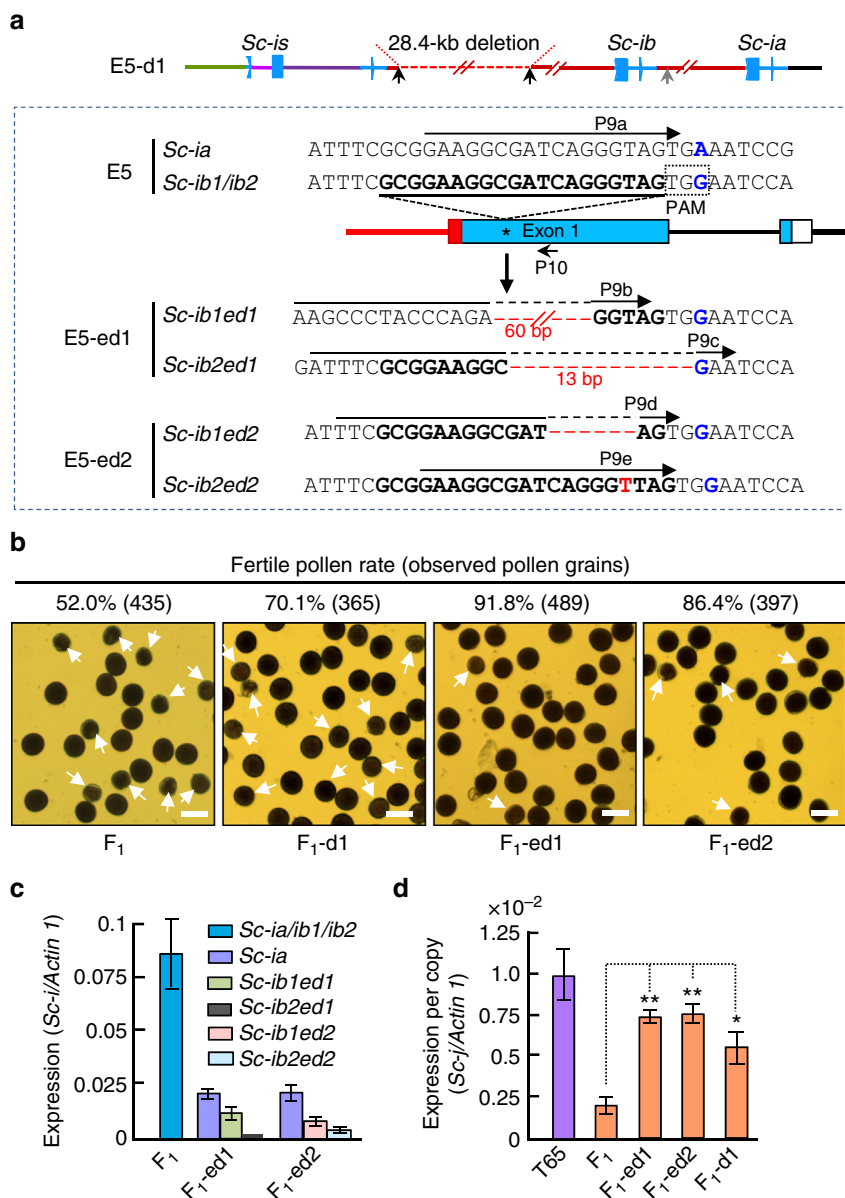 a
Sc-is 28.4-kb deletion Sc-ib Sc-ia
E5-d1
P9a
E5 Sc-ia ATTTCGCGGAAGGCGATCAGGGTAGTGAAATCCG
Sc-ib1/ib2 ATTTCGCGGAAGGCGATCAGGGTAGTGGAATCCA
PAM
* Exon 1
P10
P9b
E5-ed1 Sc-ib1ed1 AAGCCCTACCCAGA GGTAGTGGAATCCA
60 bp
P9c
Sc-ib2ed1 GATTTCGCGGAAGGC GAATCCA
13 bp
P9d
E5-ed2 Sc-ib1ed2 ATTTCGCGGAAGGCGAT AGTGGAATCCA
P9e
Sc-ib2ed2 ATTTCGCGGAAGGCGATCAGGGTTAGTGGAATCCA
b
Fertile pollen rate (observed pollen grains)
52.0% (435) 70.1% (365) 91.8% (489) 86.4% (397)
F1 F1-d1 F1-ed1 F1-ed2
c
Expression (Sc-i/Actin 1)
0.1
0.075
0.05
0.025
0
Sc-ia/ib1/ib2
Sc-ia
Sc-ib1ed1
Sc-ib2ed1
Sc-ib1ed2
Sc-ib2ed2
F1 F1-ed1 F1-ed2
d
×10−2
Expression per copy
(Sc-j/Actin 1)
1.25
1.0
0.75
0.50
0.25
0
** ** *
T65 F1 F1-ed1 F1-ed2 F1-d1